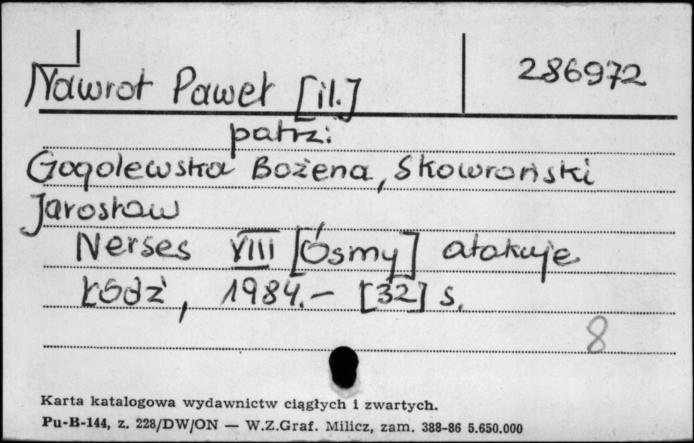 Nawrot Paweł [il.] 286972
patrz:
Gogolewska Bożena, Skowroński
Jarosław
Nerses VIII [Ósmy] atakuje
Łódź, 1984.- [32] s.
8
Karta katalogowa wydawnictw ciągłych i zwartych.
Pu-B-144, z. 228/DW/ON — W.Z.Graf. Milicz, zam. 388-86 5.650.000